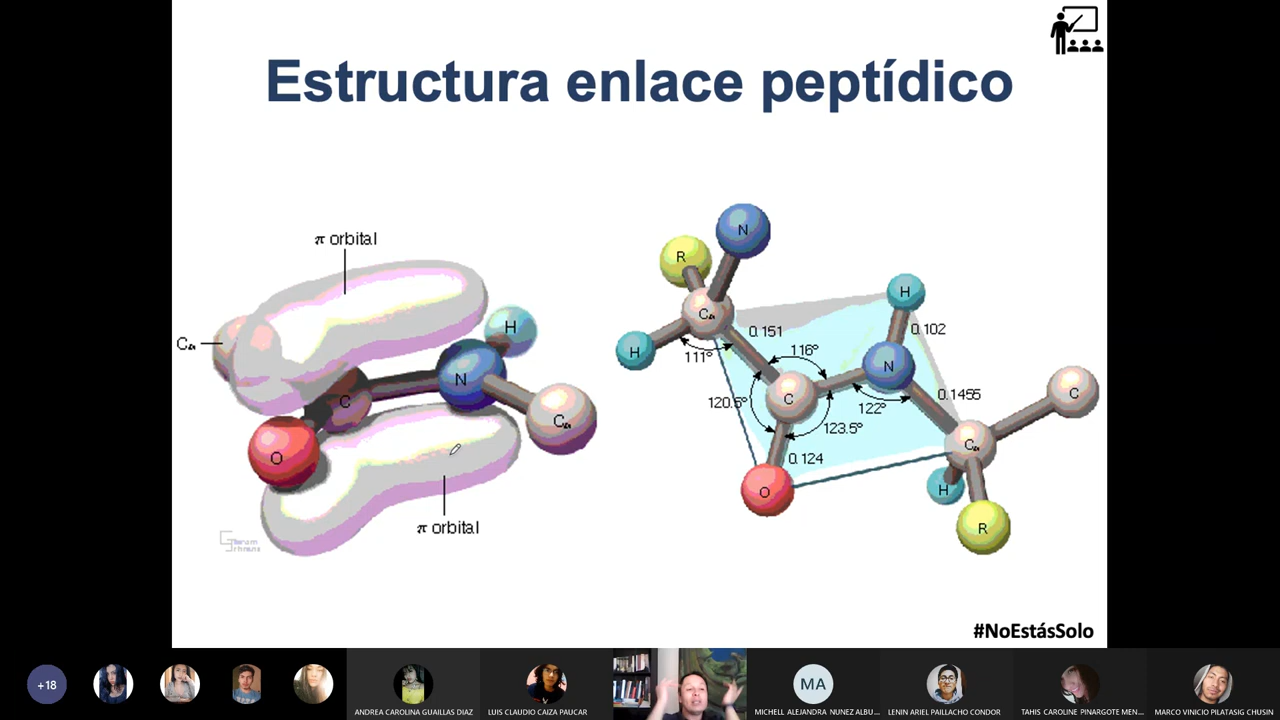 Estructura enlace peptídico
π orbital
Cα
H
N
C
Cα
O
π orbital
N
R
Cα
H
H
0.151
0.102
111°
116°
N
C
120.5°
122°
0.1455
C
123.5°
Cα
0.124
O
H
R
#NoEstásSolo
+18
MA
ANDREA CAROLINA GUAILLAS DIAZ
LUIS CLAUDIO CAIZA PAUCAR
MICHELL ALEJANDRA NUNEZ ALBU...
LENIN ARIEL PAILLACHO CONDOR
TAHIS CAROLINE PINARGOTE MEN...
MARCO VINICIO PILATASIG CHUSIN